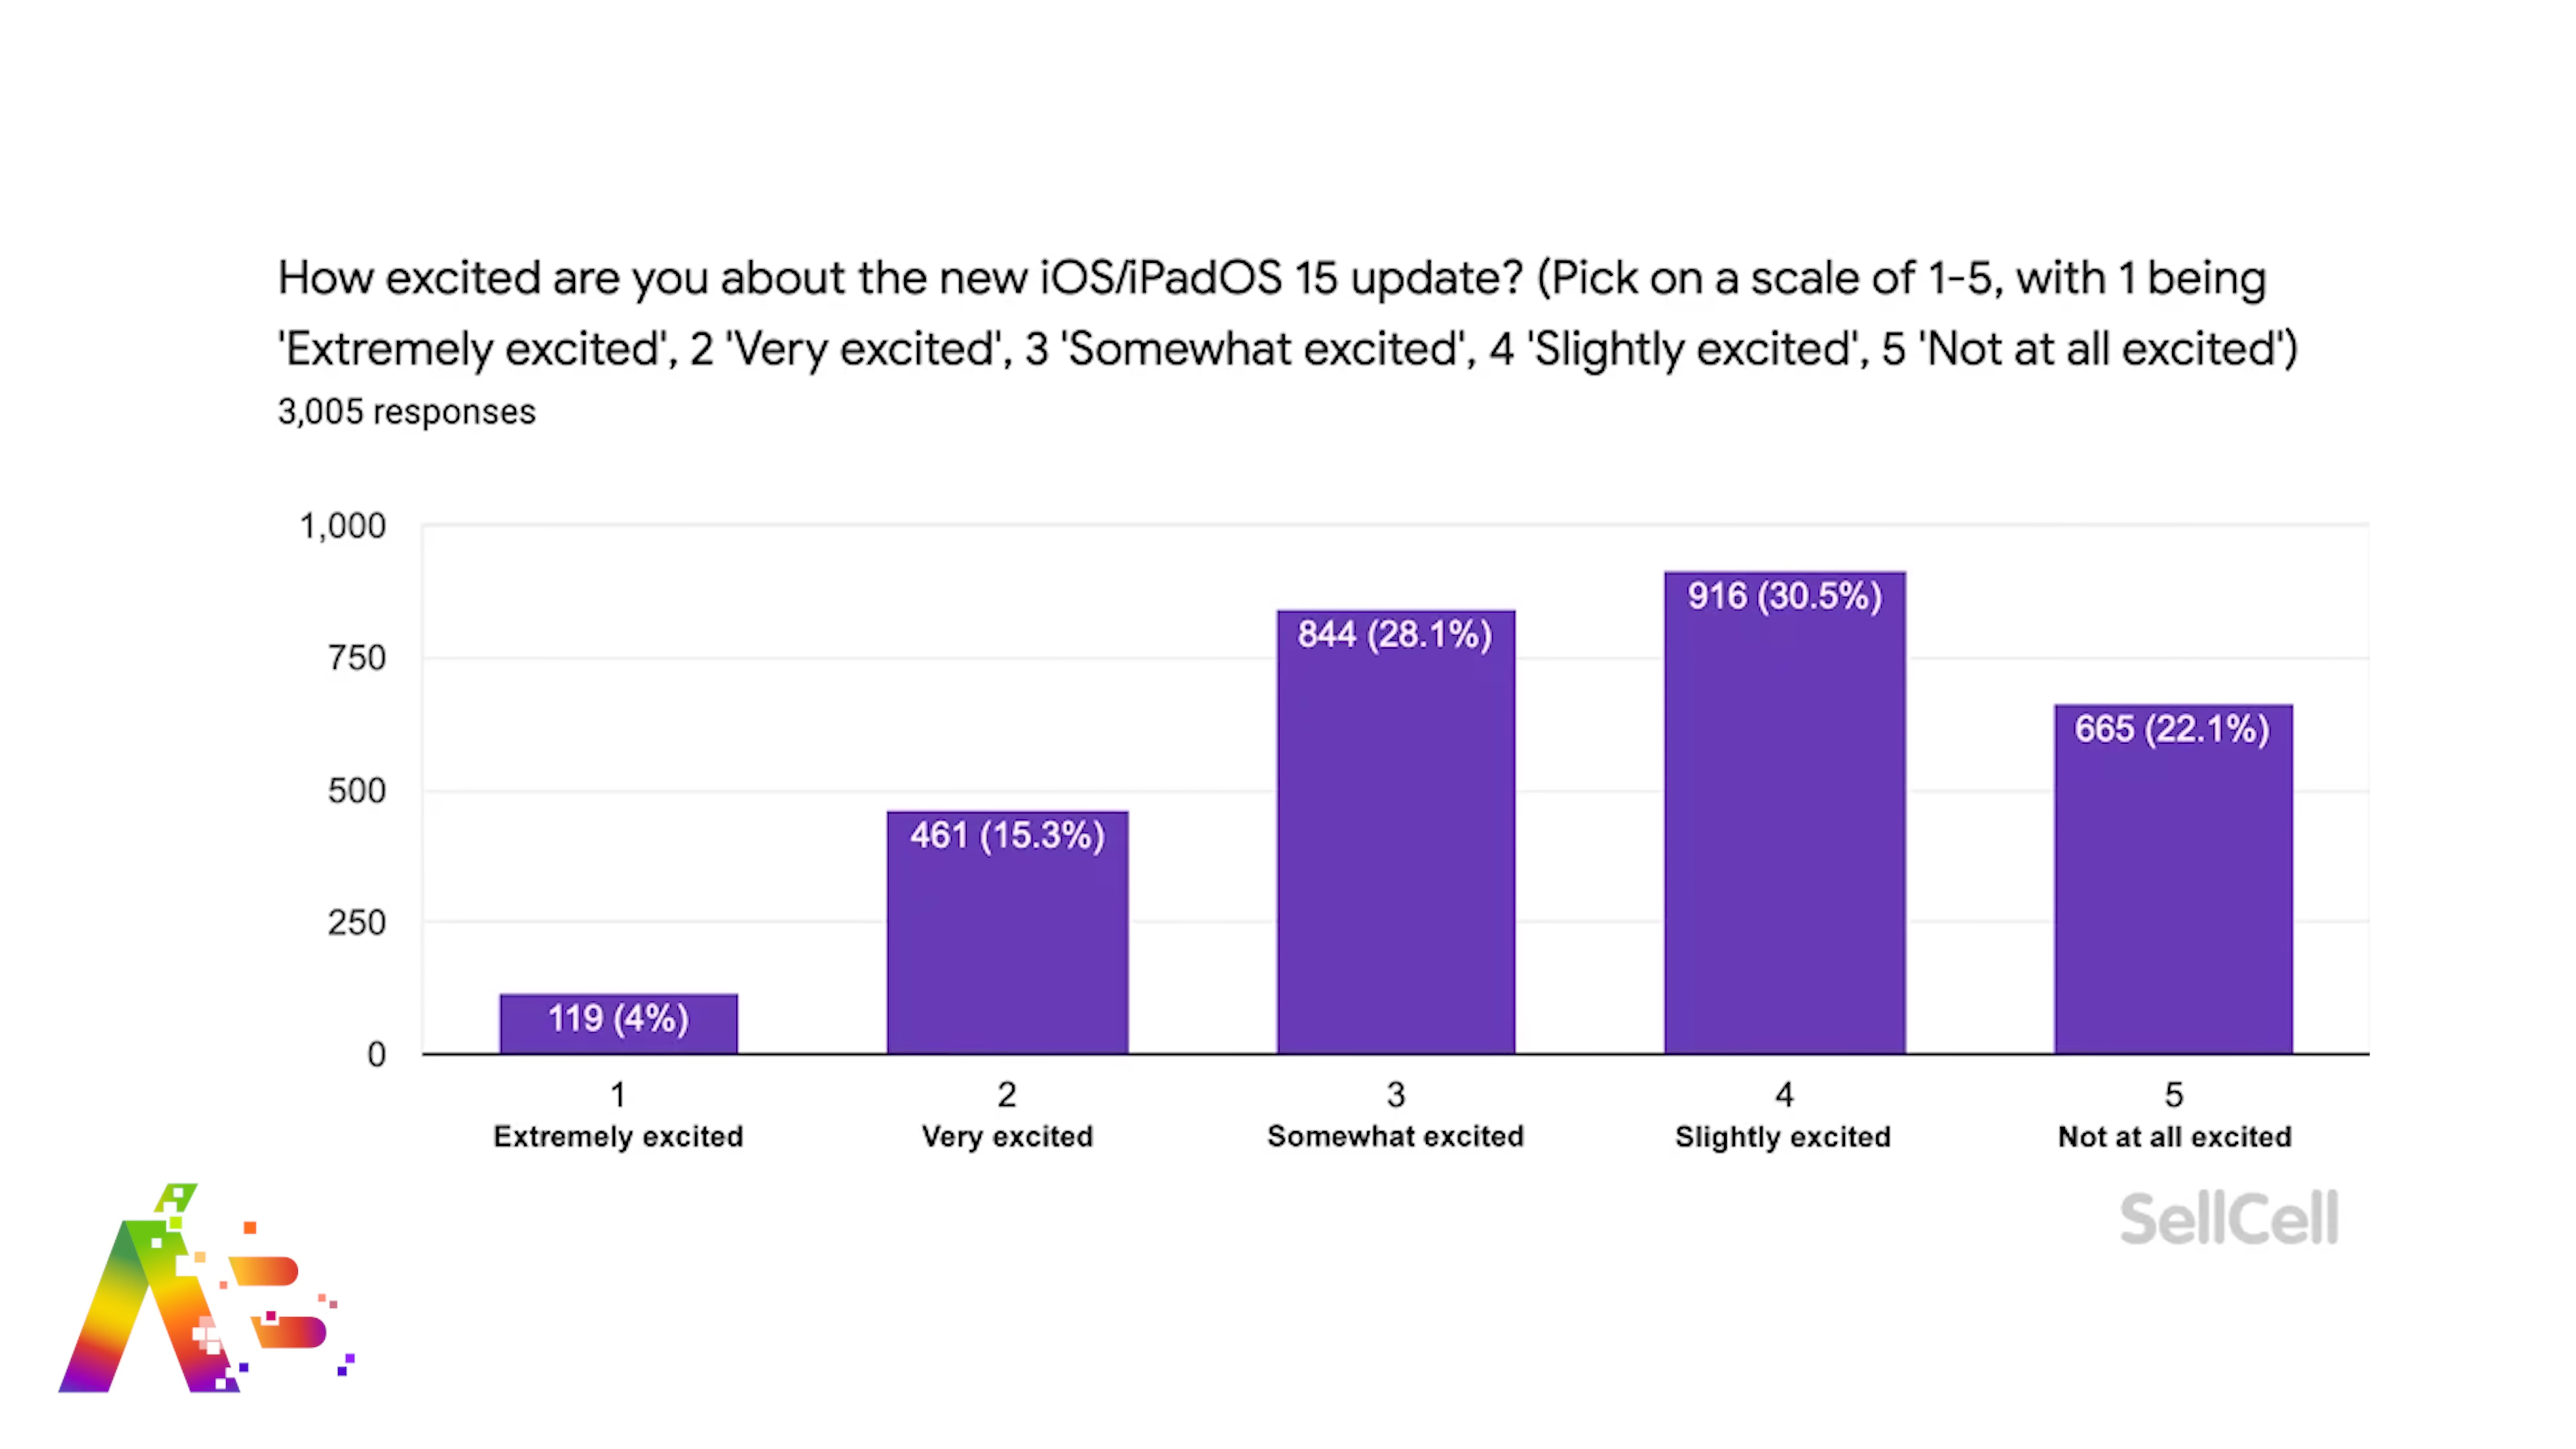 How excited are you about the new iOS/iPadOS 15 update? (Pick on a scale of 1-5, with 1 being
'Extremely excited', 2 'Very excited', 3 'Somewhat excited', 4 'Slightly excited', 5 'Not at all excited')
3,005 responses
1,000
750
500
250
0
119 (4%)
461 (15.3%)
844 (28.1%)
916 (30.5%)
665 (22.1%)
1
2
3
4
5
Extremely excited
Very excited
Somewhat excited
Slightly excited
Not at all excited
SellCell